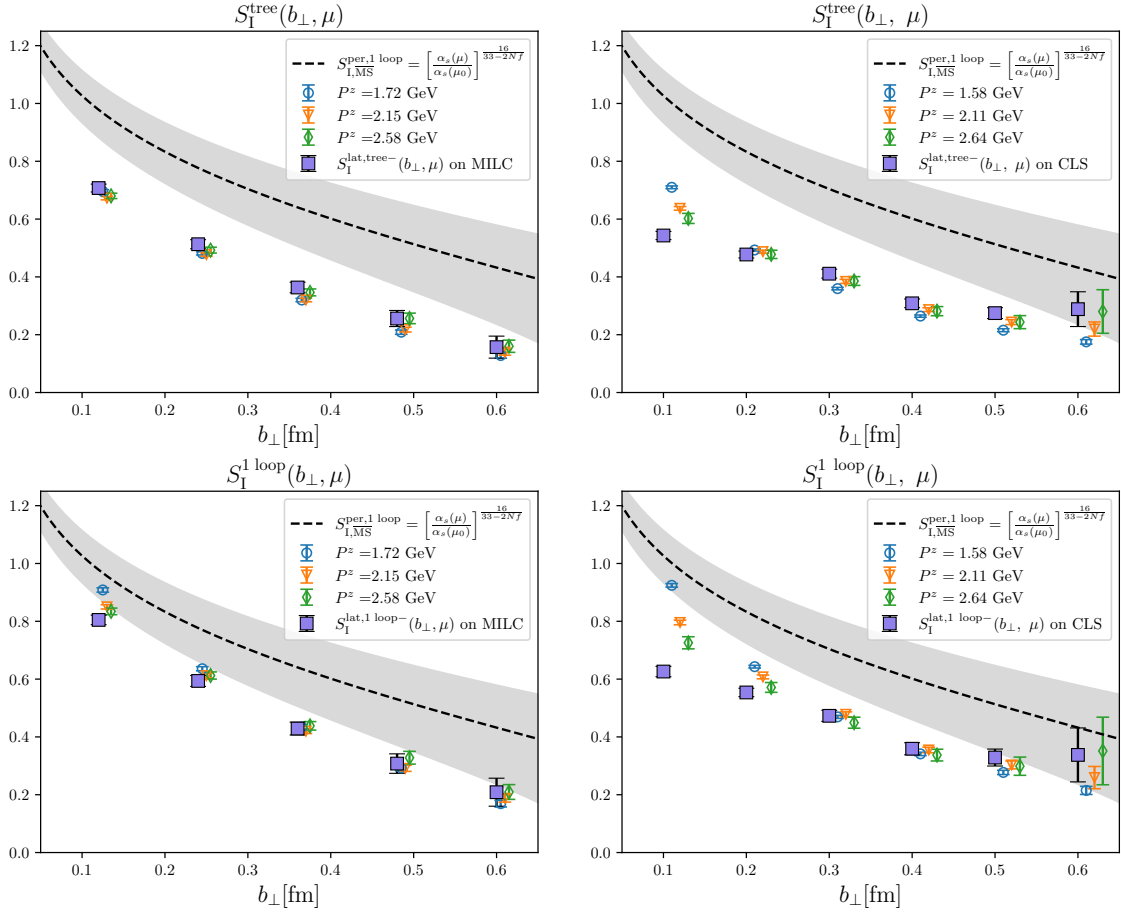 S_I^tree(b_⊥, μ)
1.2
1.0
0.8
0.6
0.4
0.2
0.0
0.1 0.2 0.3 0.4 0.5 0.6
b_⊥[fm]
S_{I,\overline{MS}}^{per,1 loop} = [α_s(μ)/α_s(μ_0)]^{16/(33−2Nf)}
P^z =1.72 GeV
P^z =2.15 GeV
P^z =2.58 GeV
S_I^{lat,tree−}(b_⊥, μ) on MILC
S_I^tree(b_⊥, μ)
1.2
1.0
0.8
0.6
0.4
0.2
0.0
0.1 0.2 0.3 0.4 0.5 0.6
b_⊥[fm]
S_{I,\overline{MS}}^{per,1 loop} = [α_s(μ)/α_s(μ_0)]^{16/(33−2Nf)}
P^z = 1.58 GeV
P^z = 2.11 GeV
P^z = 2.64 GeV
S_I^{lat,tree−}(b_⊥, μ) on CLS
S_I^{1 loop}(b_⊥, μ)
1.2
1.0
0.8
0.6
0.4
0.2
0.0
0.1 0.2 0.3 0.4 0.5 0.6
b_⊥[fm]
S_{I,\overline{MS}}^{per,1 loop} = [α_s(μ)/α_s(μ_0)]^{16/(33−2Nf)}
P^z =1.72 GeV
P^z =2.15 GeV
P^z =2.58 GeV
S_I^{lat,1 loop−}(b_⊥, μ) on MILC
S_I^{1 loop}(b_⊥, μ)
1.2
1.0
0.8
0.6
0.4
0.2
0.0
0.1 0.2 0.3 0.4 0.5 0.6
b_⊥[fm]
S_{I,\overline{MS}}^{per,1 loop} = [α_s(μ)/α_s(μ_0)]^{16/(33−2Nf)}
P^z = 1.58 GeV
P^z = 2.11 GeV
P^z = 2.64 GeV
S_I^{lat,1 loop−}(b_⊥, μ) on CLS